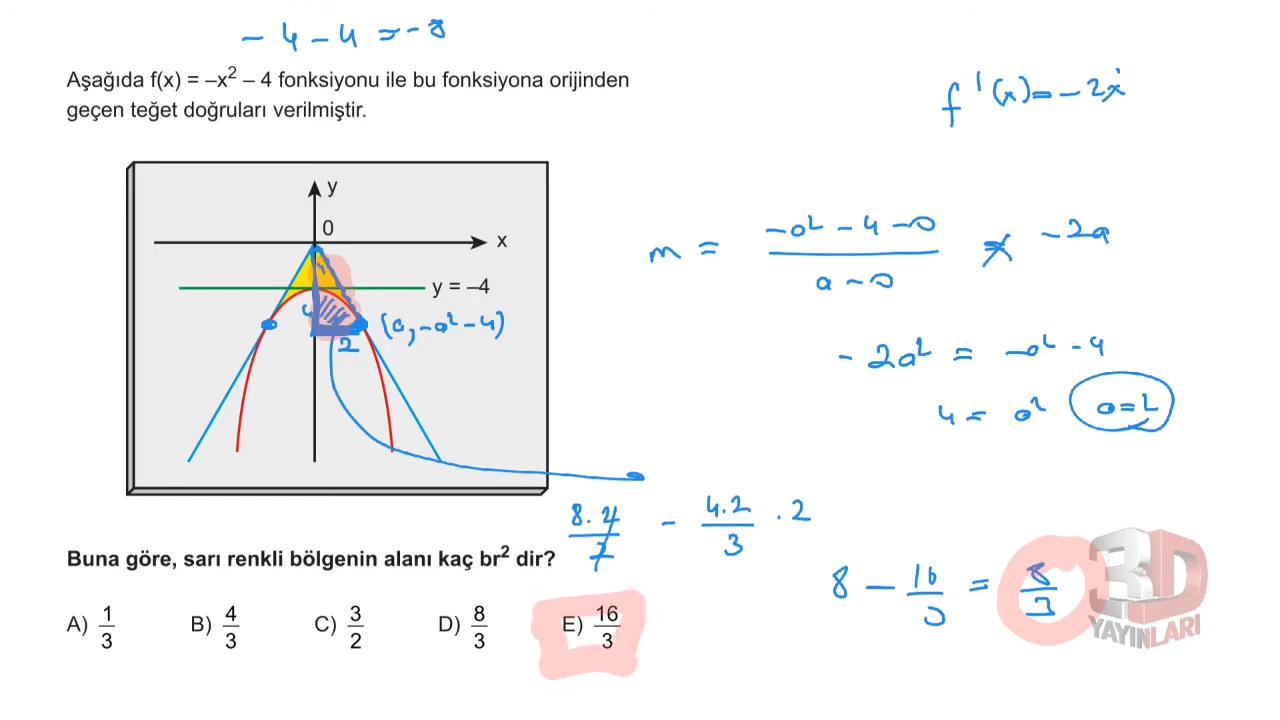 - 4 - 4 = - 8
Aşağıda f(x) = –x² – 4 fonksiyonu ile bu fonksiyona orijinden
geçen teğet doğruları verilmiştir.
f'(x) = - 2x
y
0
x
y = –4
4
2
(a, -a² - 4)
m = (-a² - 4 - 0)/(a - 0) = -2a
- 2a² = -a² - 4
4 = a² a = 2
8.2/2 - 4.2/3 . 2
8 - 16/3 = 8/3
Buna göre, sarı renkli bölgenin alanı kaç br² dir?
A) 1/3 B) 4/3 C) 3/2 D) 8/3 E) 16/3
3D
YAYINLARI